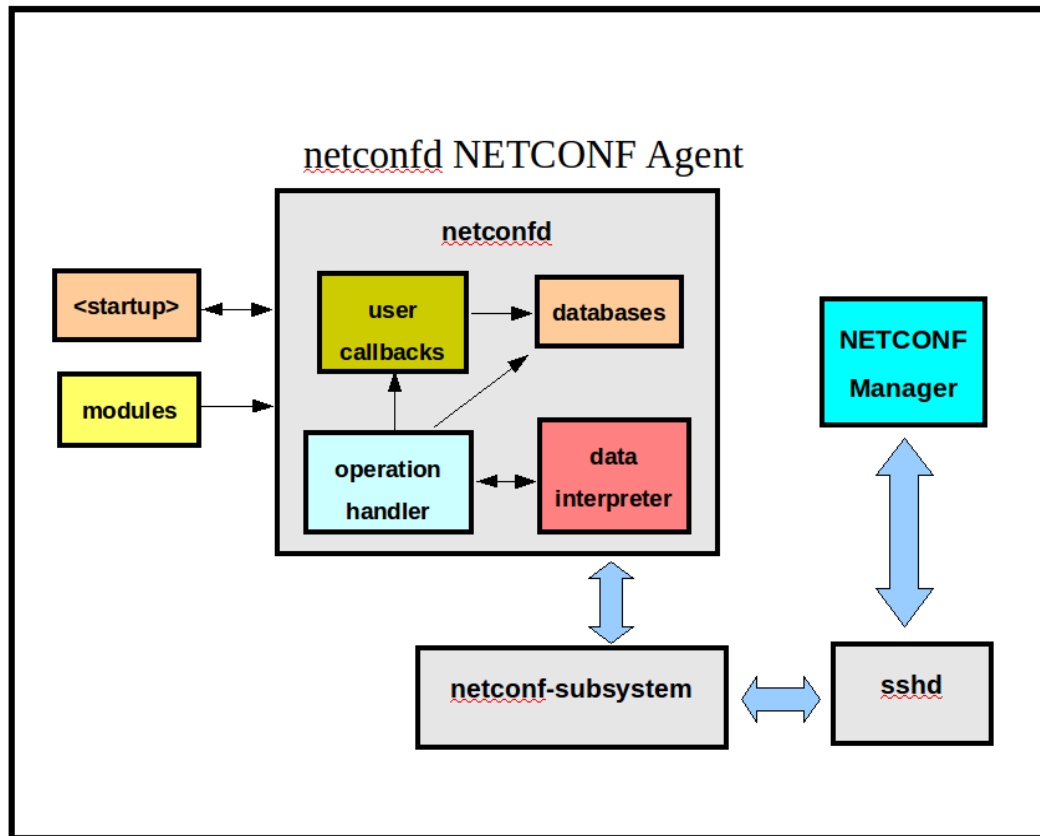 netconfd NETCONF Agent
netconfd
<startup>
user
callbacks
databases
modules
operation
handler
data
interpreter
NETCONF
Manager
netconf-subsystem
sshd